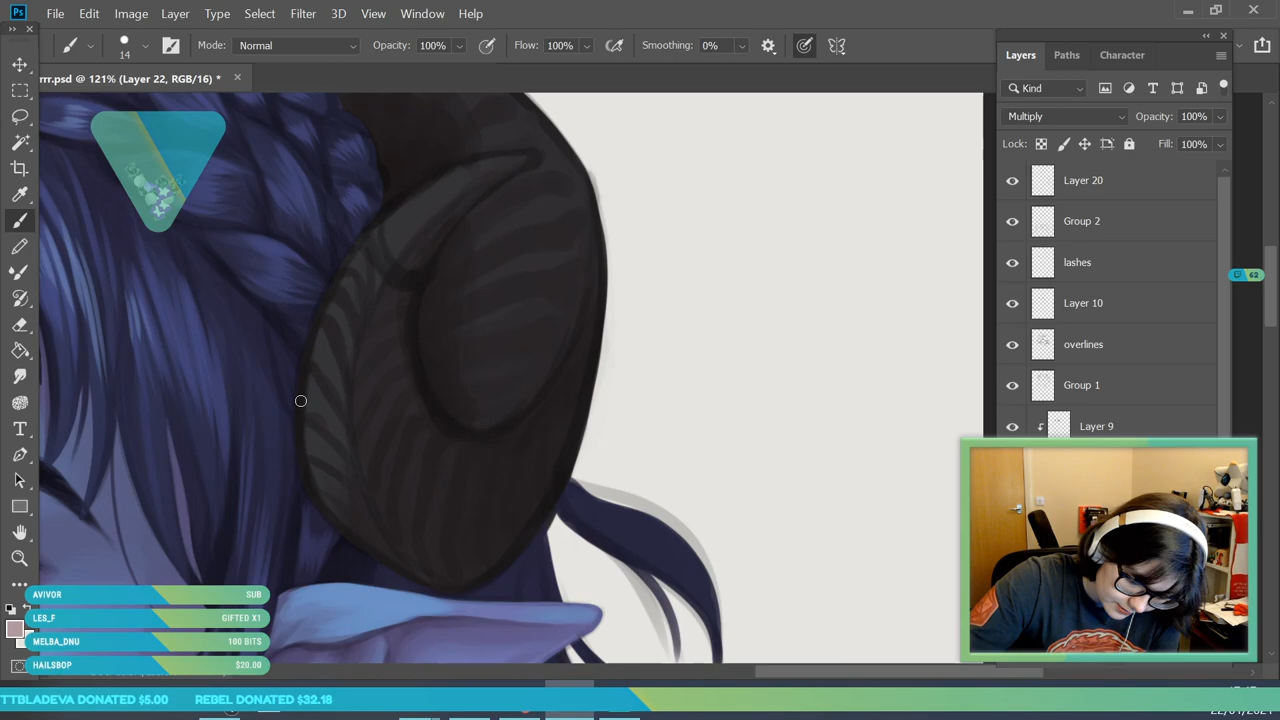 Ps File Edit Image Layer Type Select Filter 3D View Window Help
14 Mode: Normal Opacity: 100% Flow: 100% Smoothing: 0%
rrr.psd @ 121% (Layer 22, RGB/16) *
Layers Paths Character
Kind
Multiply Opacity: 100%
Lock: Fill: 100%
Layer 20
Group 2
lashes
62
Layer 10
overlines
Group 1
Layer 9
AVIVOR SUB
LES_F GIFTED X1
MELBA_DNU 100 BITS
HAILSBOP $20.00
TTBLADEVA DONATED $5.00 REBEL DONATED $32.18